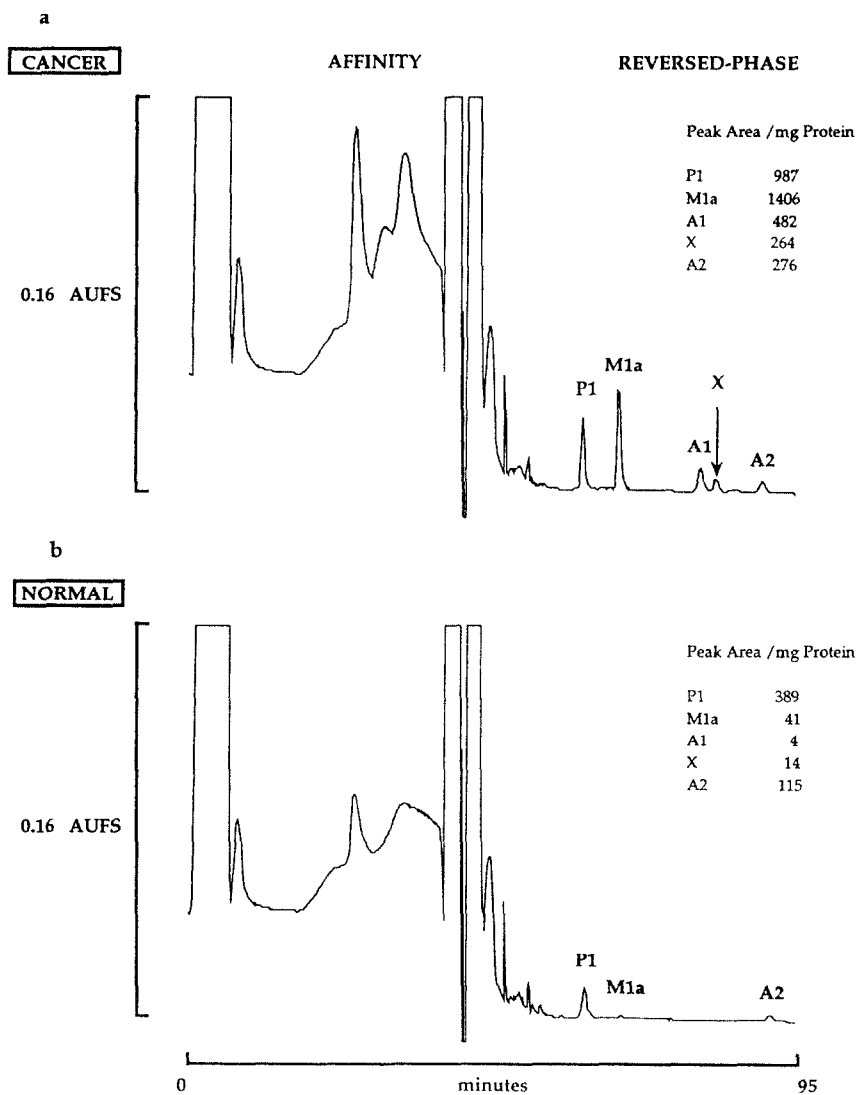 a
CANCER
AFFINITY
REVERSED-PHASE
Peak Area /mg Protein
P1 987
M1a 1406
A1 482
X 264
A2 276
0.16 AUFS
P1
M1a
A1
X
A2
b
NORMAL
Peak Area /mg Protein
P1 389
M1a 41
A1 4
X 14
A2 115
0.16 AUFS
P1
M1a
A2
0 minutes 95